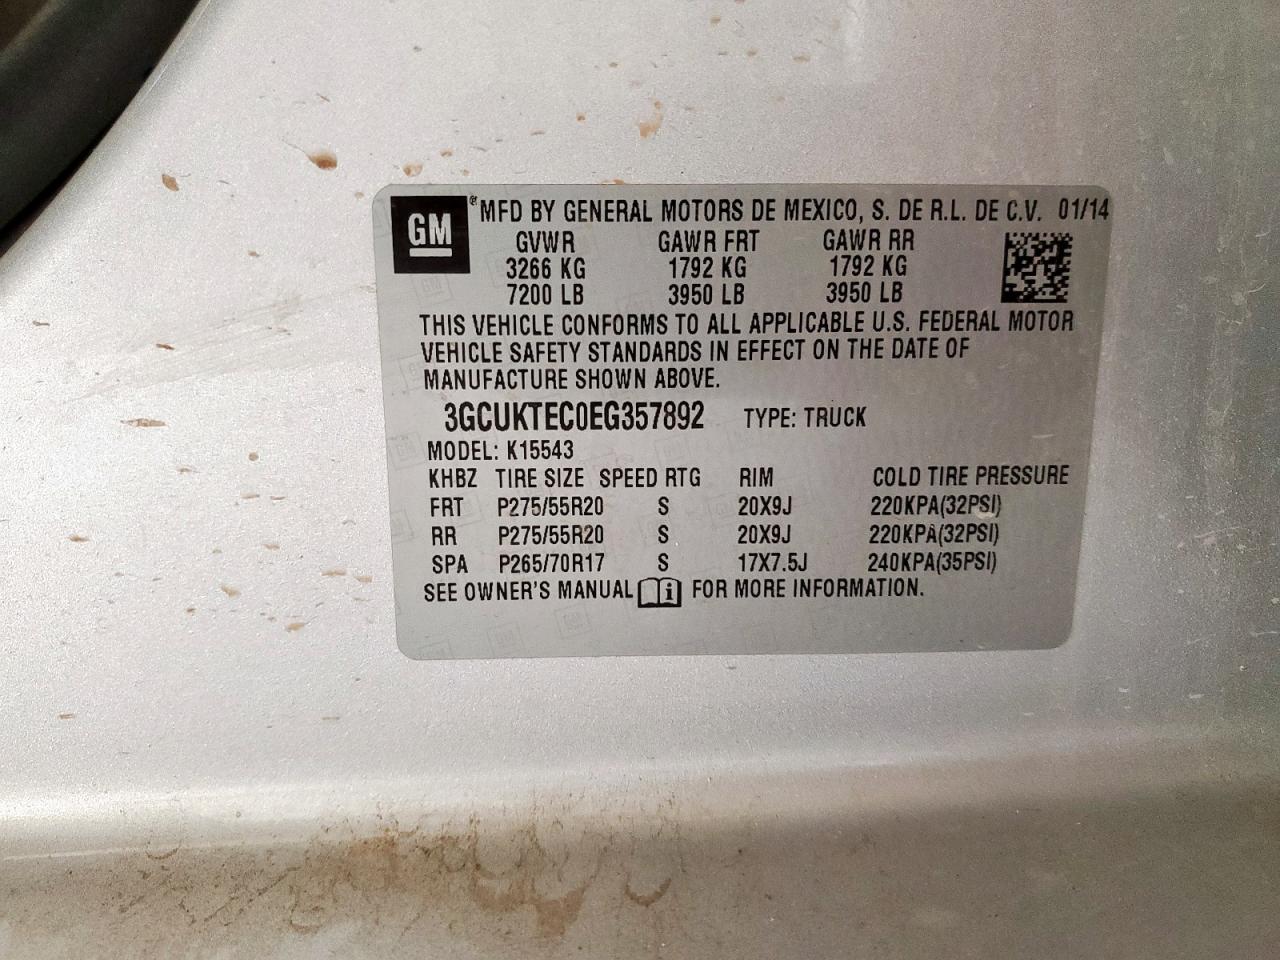 GM® MFD BY GENERAL MOTORS DE MEXICO, S. DE R.L. DE C.V. 01/14
GVWR GAWR FRT GAWR RR
3266 KG 1792 KG 1792 KG
7200 LB 3950 LB 3950 LB
THIS VEHICLE CONFORMS TO ALL APPLICABLE U.S. FEDERAL MOTOR
VEHICLE SAFETY STANDARDS IN EFFECT ON THE DATE OF
MANUFACTURE SHOWN ABOVE.
3GCUKTEC0EG357892 TYPE: TRUCK
MODEL: K15543
KHBZ TIRE SIZE SPEED RTG RIM COLD TIRE PRESSURE
FRT P275/55R20 S 20X9J 220KPA(32PSI)
RR P275/55R20 S 20X9J 220KPA(32PSI)
SPA P265/70R17 S 17X7.5J 240KPA(35PSI)
SEE OWNER'S MANUAL FOR MORE INFORMATION.